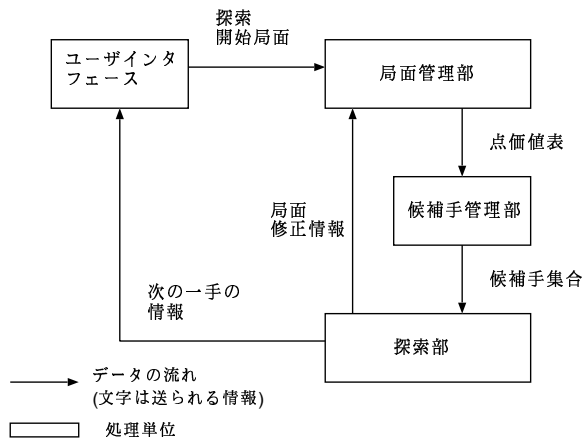 探索
開始局面
ユーザインタ
フェース
局面管理部
点価値表
候補手管理部
局面
修正情報
候補手集合
次の一手の
情報
探索部
データの流れ
(文字は送られる情報)
処理単位